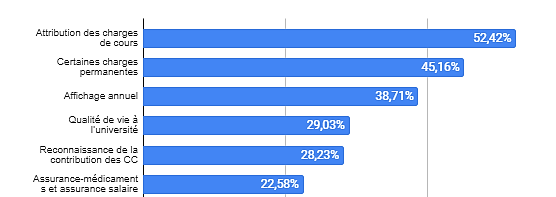 Attribution des charges
de cours
52,42%
Certaines charges
permanentes
45,16%
Affichage annuel
38,71%
Qualité de vie à
l'université
29,03%
Reconnaissance de la
contribution des CC
28,23%
Assurance-médicament
s et assurance salaire
22,58%